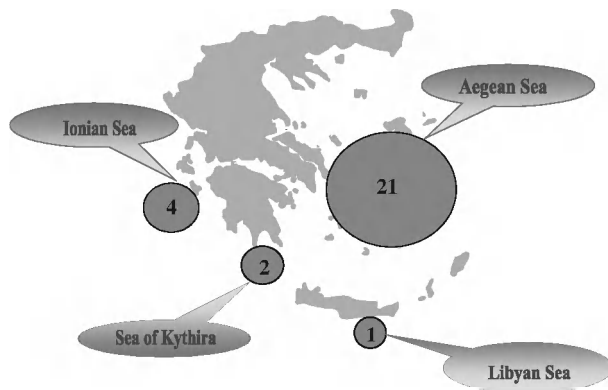 Aegean Sea
Ionian Sea
21
4
2
Sea of Kythira
1
Libyan Sea